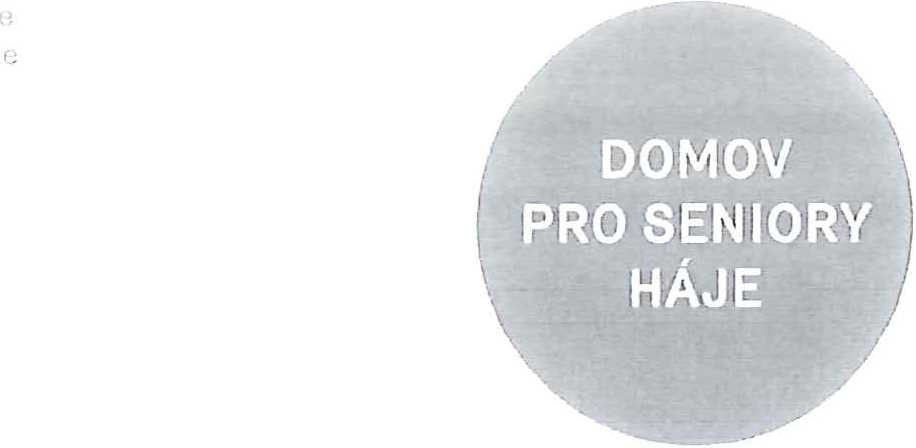 e
e
DOMOV
PRO SENIORY
HÁJE